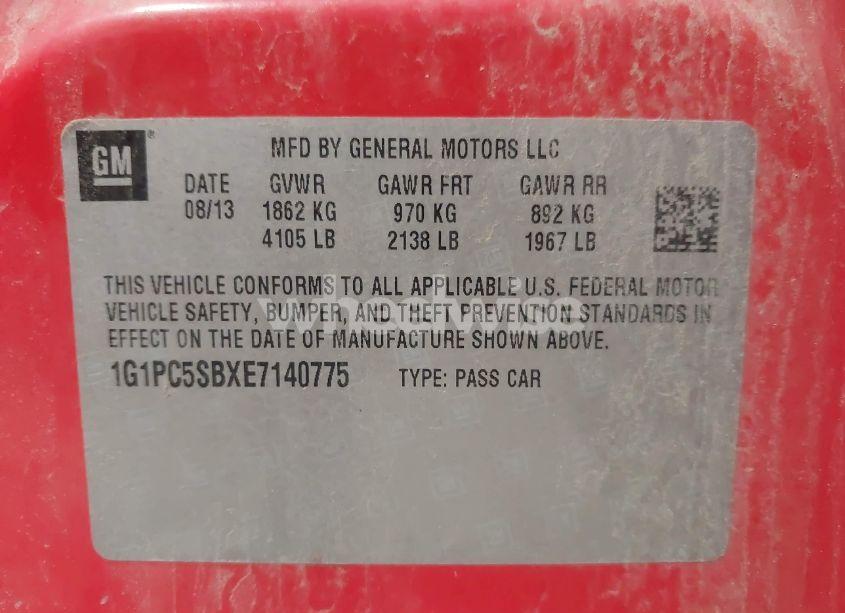 GM
MFD BY GENERAL MOTORS LLC
DATE GVWR GAWR FRT GAWR RR
08/13 1862 KG 970 KG 892 KG
4105 LB 2138 LB 1967 LB
THIS VEHICLE CONFORMS TO ALL APPLICABLE U.S. FEDERAL MOTOR
VEHICLE SAFETY, BUMPER, AND THEFT PREVENTION STANDARDS IN
EFFECT ON THE DATE OF MANUFACTURE SHOWN ABOVE.
1G1PC5SBXE7140775 TYPE: PASS CAR